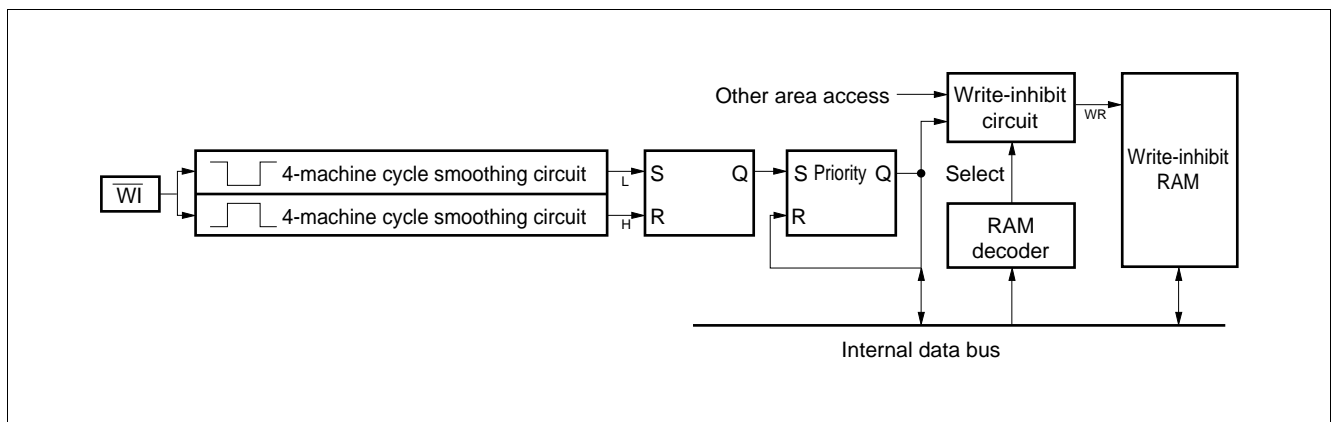 Other area access
Write-inhibit
circuit
WR
Write-inhibit
RAM
W̅I̅
4-machine cycle smoothing circuit
4-machine cycle smoothing circuit
L
H
S
Q
R
S Priority Q
R
Select
RAM
decoder
Internal data bus